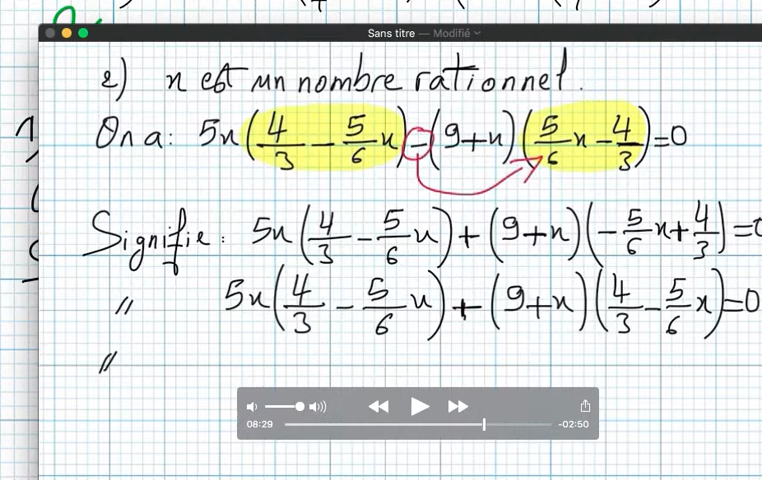 Sans titre — Modifié
2) x est un nombre rationnel.
On a: 5x(4/3 - 5/6 x) - (9+x)(5/6 x - 4/3) = 0
Signifie: 5x(4/3 - 5/6 x) + (9+x)(-5/6 x + 4/3) = 0
" 5x(4/3 - 5/6 x) + (9+x)(4/3 - 5/6 x) = 0
"
08:29 -02:50